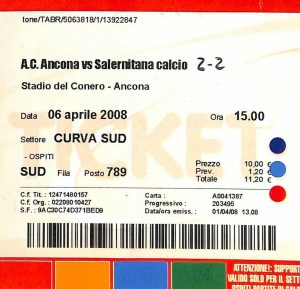 tone/TABR/5063818/1/13922847
A.C. Ancona vs Salernitana calcio 2-2
Stadio del Conero - Ancona
Data 06 aprile 2008 Ora 15.00
Settore CURVA SUD
- OSPITI
SUD Fila Posto 789
Prezzo 10,00 €
Prev. 1,20 €
Totale 11,20 €
TICKET
C.f. Tit. : 12471480157
C.f. Org. : 02208010427
S.F. : 9AC30C74D371BED9
Carta : A0041387
Progressivo : 203495
Data/ora emiss. : 01/04/08 13.08
ATTENZIONE! SUPPORT
VALIDO SOLO PER IL SETT